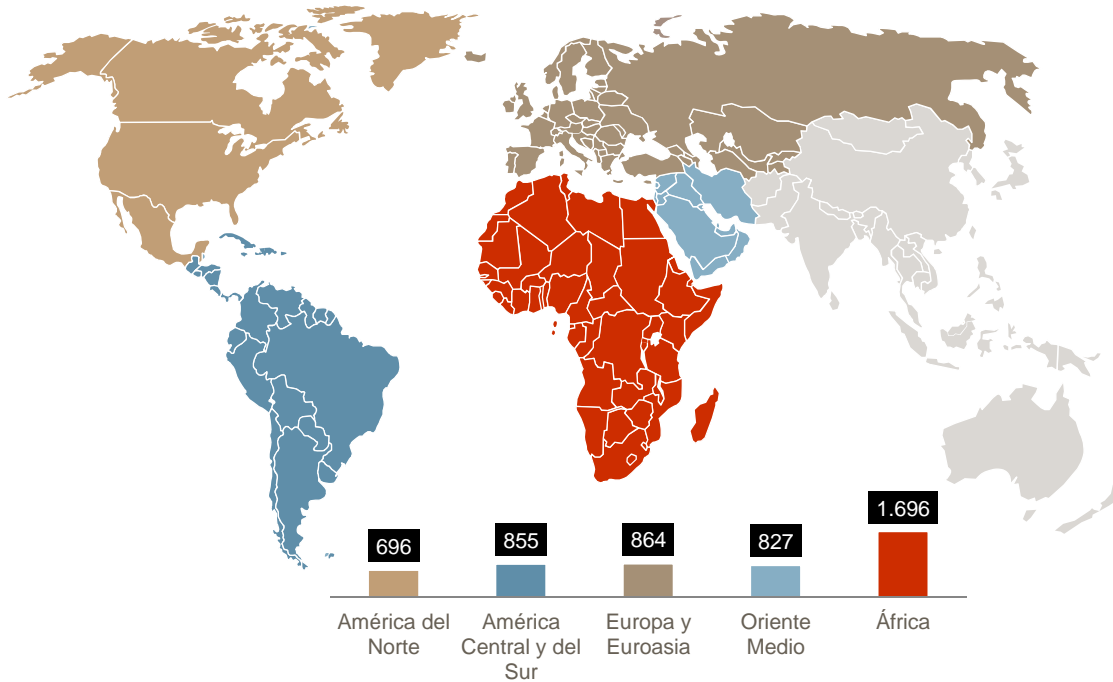 696
855
864
827
1.696
América del
Norte
América
Central y del
Sur
Europa y
Euroasia
Oriente
Medio
África